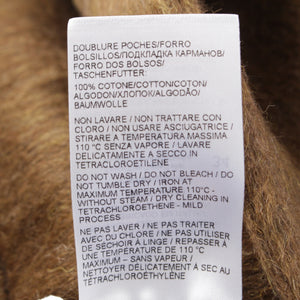 DOUBLURE POCHES/FORRO
BOLSILLOS/ПОДКЛАДКА КАРМАНОВ/
FORRO DOS BOLSOS/
TASCHENFUTTER:
100% COTONE/COTTON/COTON/
ALGODON/ХЛОПОК/ALGODÃO/
BAUMWOLLE
NON LAVARE / NON TRATTARE CON
CLORO / NON USARE ASCIUGATRICE /
STIRARE A TEMPERATURA MASSIMA
110 °C SENZA VAPORE / LAVARE
DELICATAMENTE A SECCO IN
TETRACLOROETILENE
DO NOT WASH / DO NOT BLEACH / DO
NOT TUMBLE DRY / IRON AT
MAXIMUM TEMPERATURE 110°C -
WITHOUT STEAM / DRY CLEANING IN
TETRACHLOROETHENE - MILD
PROCESS
NE PAS LAVER / NE PAS TRAITER
AVEC DU CHLORE / NE PAS UTILISER
DE SÉCHOIR À LINGE / REPASSER À
UNE TEMPÉRATURE DE 110 °C
MAXIMUM – SANS VAPEUR /
NETTOYER DÉLICATEMENT À SEC AU
TÉTRACHLOROÉTHYLÈNE